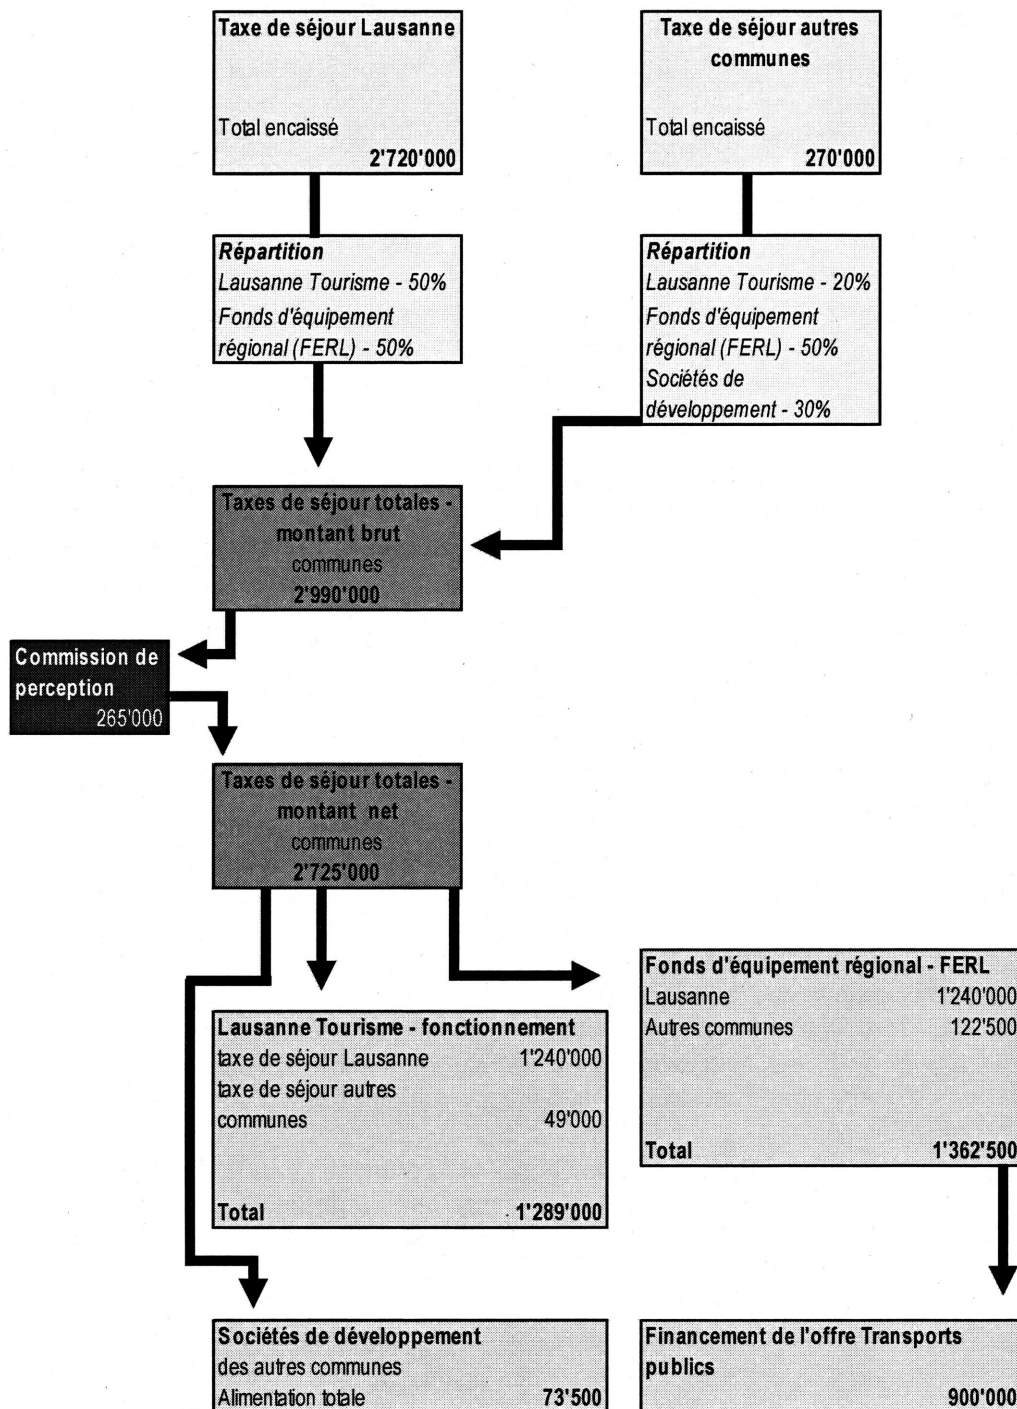 Taxe de séjour Lausanne
Total encaissé
2'720'000
Taxe de séjour autres
communes
Total encaissé
270'000
Répartition
Lausanne Tourisme - 50%
Fonds d'équipement
régional (FERL) - 50%
Répartition
Lausanne Tourisme - 20%
Fonds d'équipement
régional (FERL) - 50%
Sociétés de
développement - 30%
Taxes de séjour totales -
montant brut
communes
2'990'000
Commission de
perception
265'000
Taxes de séjour totales -
montant net
communes
2'725'000
Fonds d'équipement régional - FERL
Lausanne 1'240'000
Autres communes 122'500
Total 1'362'500
Lausanne Tourisme - fonctionnement
taxe de séjour Lausanne 1'240'000
taxe de séjour autres
communes 49'000
Total 1'289'000
Sociétés de développement
des autres communes
Alimentation totale 73'500
Financement de l'offre Transports
publics
900'000